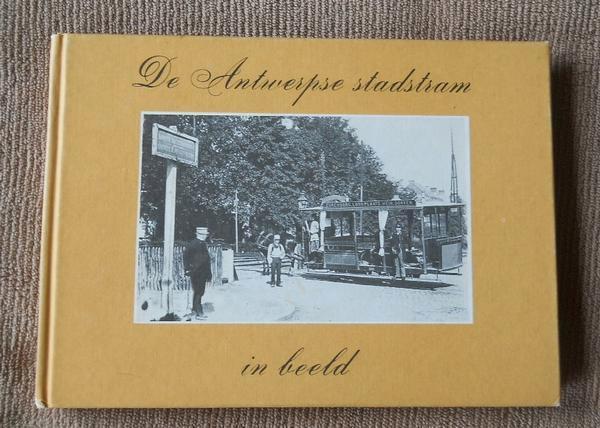 De Antwerpse stadstram
in beeld